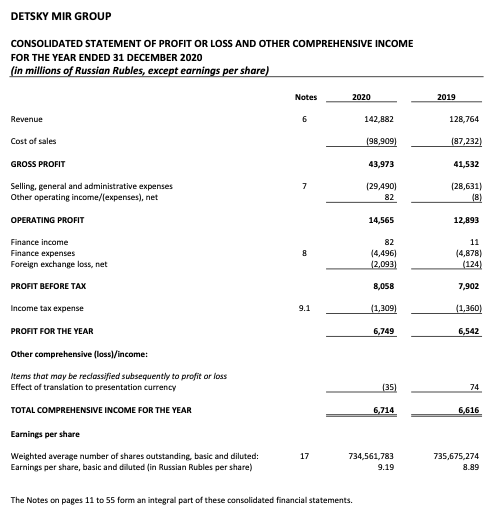 DETSKY MIR GROUP
CONSOLIDATED STATEMENT OF PROFIT OR LOSS AND OTHER COMPREHENSIVE INCOME
FOR THE YEAR ENDED 31 DECEMBER 2020
(in millions of Russian Rubles, except earnings per share)
Notes 2020 2019
Revenue 6 142,882 128,764
Cost of sales (98,909) (87,232)
GROSS PROFIT 43,973 41,532
Selling, general and administrative expenses 7 (29,490) (28,631)
Other operating income/(expenses), net 82 (8)
OPERATING PROFIT 14,565 12,893
Finance income 82 11
Finance expenses 8 (4,496) (4,878)
Foreign exchange loss, net (2,093) (124)
PROFIT BEFORE TAX 8,058 7,902
Income tax expense 9.1 (1,309) (1,360)
PROFIT FOR THE YEAR 6,749 6,542
Other comprehensive (loss)/income:
Items that may be reclassified subsequently to profit or loss
Effect of translation to presentation currency (35) 74
TOTAL COMPREHENSIVE INCOME FOR THE YEAR 6,714 6,616
Earnings per share
Weighted average number of shares outstanding, basic and diluted: 17 734,561,783 735,675,274
Earnings per share, basic and diluted (in Russian Rubles per share) 9.19 8.89
The Notes on pages 11 to 55 form an integral part of these consolidated financial statements.